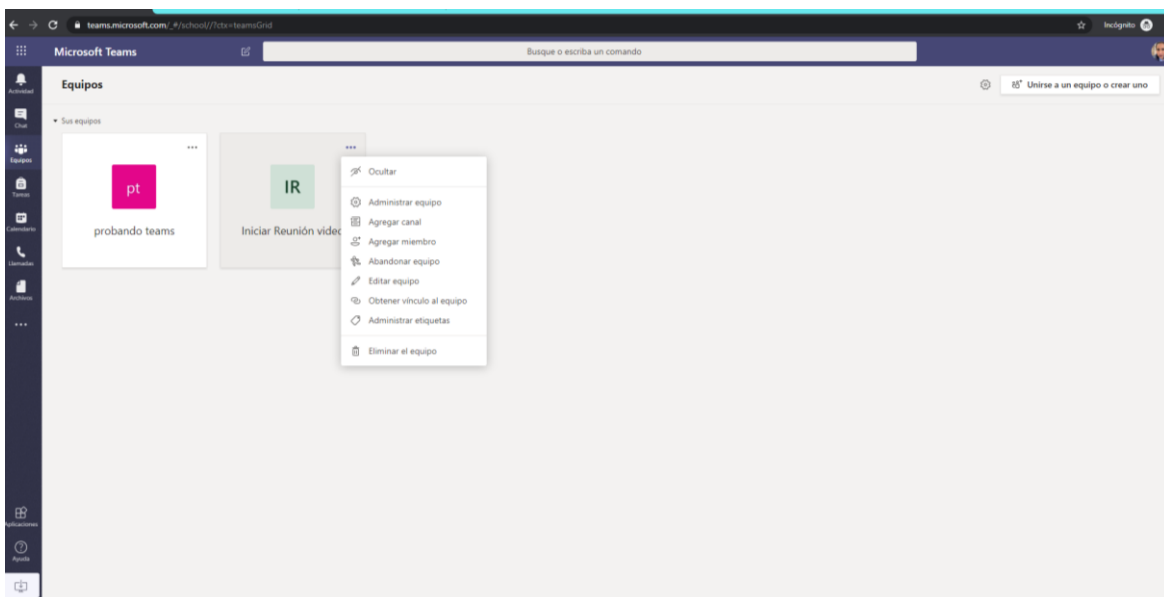 teams.microsoft.com/_#/school//?ctx=teamsGrid
Incógnito
Microsoft Teams
Busque o escriba un comando
Actividad
Equipos
Unirse a un equipo o crear uno
Chat
Sus equipos
Equipos
Tareas
Calendario
Llamadas
Archivos
pt
probando teams
IR
Iniciar Reunión video
Ocultar
Administrar equipo
Agregar canal
Agregar miembro
Abandonar equipo
Editar equipo
Obtener vínculo al equipo
Administrar etiquetas
Eliminar el equipo
Aplicaciones
Ayuda